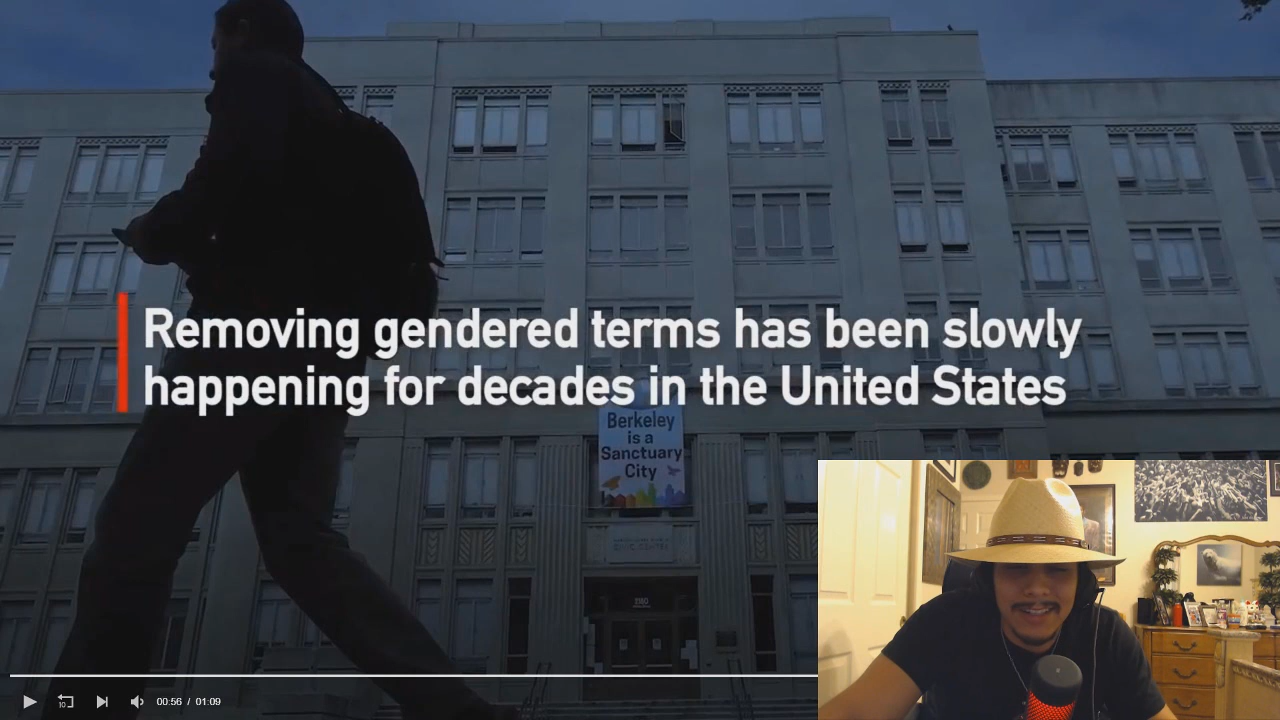 Removing gendered terms has been slowly
happening for decades in the United States
Berkeley
is a
Sanctuary
City
10
00:56 / 01:09